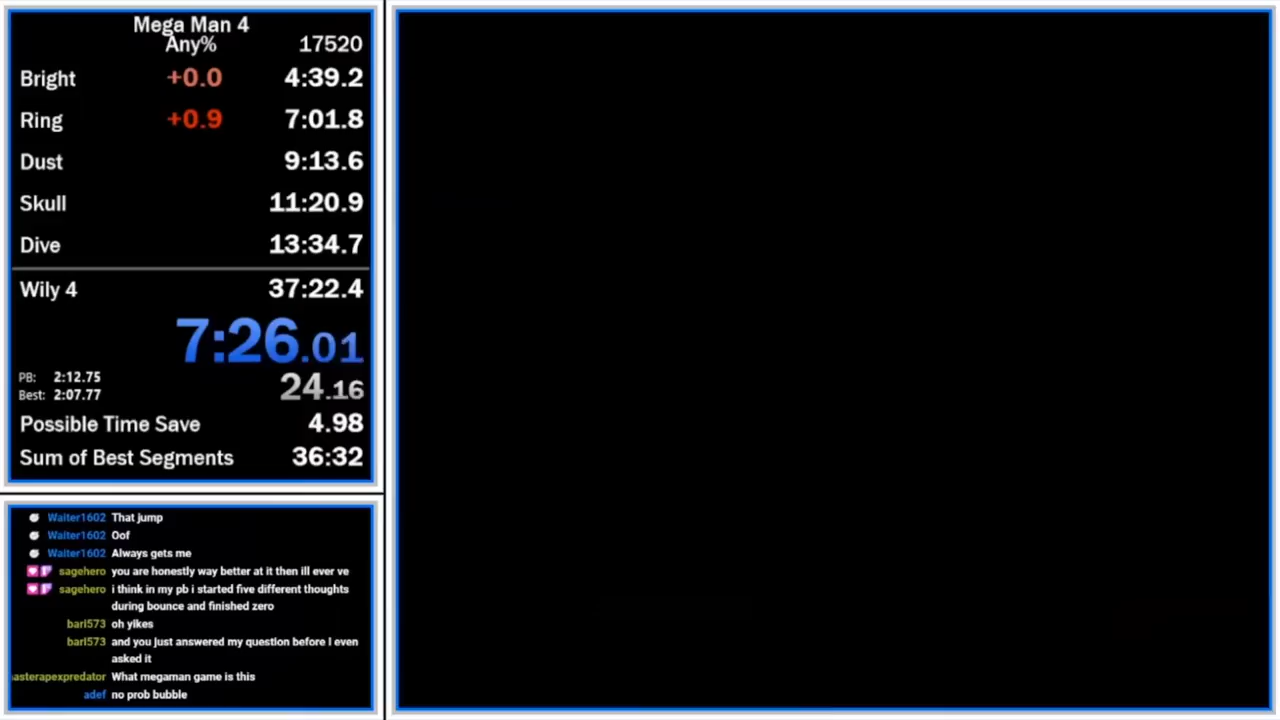 Mega Man 4
Any% 17520
Bright +0.0 4:39.2
Ring +0.9 7:01.8
Dust 9:13.6
Skull 11:20.9
Dive 13:34.7
Wily 4 37:22.4
7:26.01
PB: 2:12.75 24.16
Best: 2:07.77
Possible Time Save 4.98
Sum of Best Segments 36:32
Waiter1602 That jump
Waiter1602 Oof
Waiter1602 Always gets me
sagehero you are honestly way better at it then ill ever ve
sagehero i think in my pb i started five different thoughts
during bounce and finished zero
barl573 oh yikes
barl573 and you just answered my question before I even
asked it
asterapexpredator What megaman game is this
adef no prob bubble